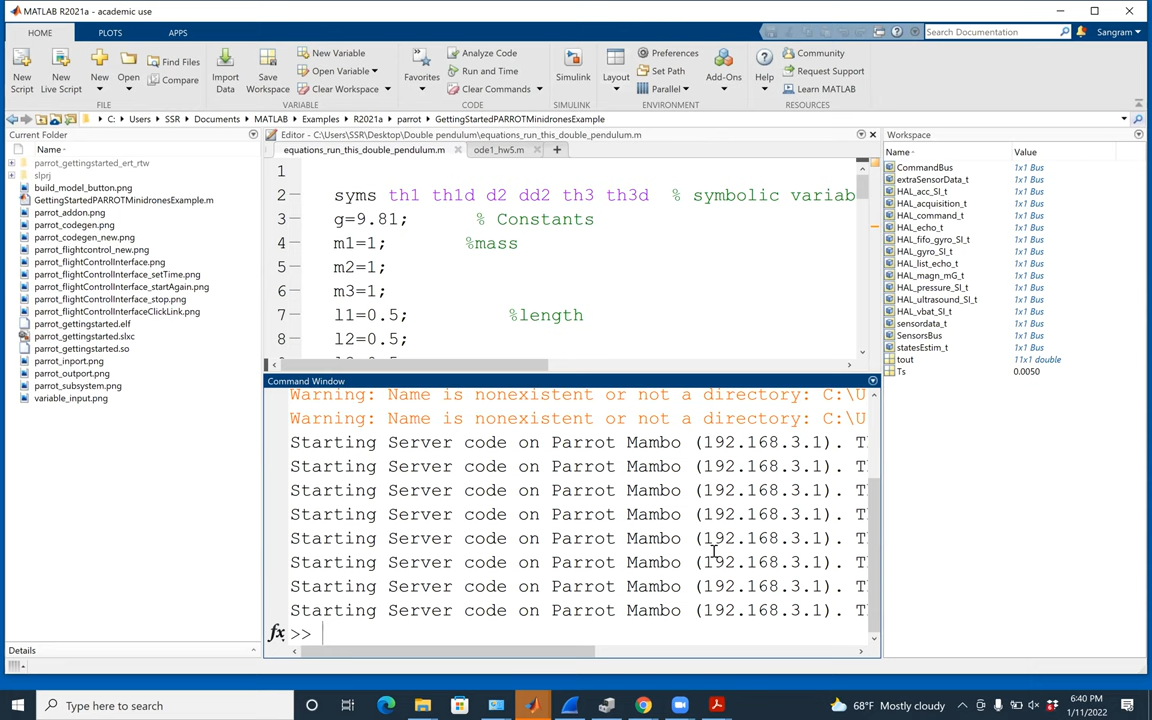 MATLAB R2021a - academic use
HOME PLOTS APPS
Search Documentation
Sangram
New Script
New Live Script
New
Open
Find Files
Compare
Import Data
Save Workspace
New Variable
Open Variable
Clear Workspace
Favorites
Analyze Code
Run and Time
Clear Commands
Simulink
Layout
Preferences
Set Path
Parallel
Add-Ons
Help
Community
Request Support
Learn MATLAB
FILE VARIABLE CODE SIMULINK ENVIRONMENT RESOURCES
C: Users SSR Documents MATLAB Examples R2021a parrot GettingStartedPARROTMinidronesExample
Current Folder
Name
parrot_gettingstarted_ert_rtw
slprj
build_model_button.png
GettingStartedPARROTMinidronesExample.m
parrot_addon.png
parrot_codegen.png
parrot_codegen_new.png
parrot_flightcontrol_new.png
parrot_flightControlInterface.png
parrot_flightControlInterface_setTime.png
parrot_flightControlInterface_startAgain.png
parrot_flightControlInterface_stop.png
parrot_flightControlInterfaceClickLink.png
parrot_gettingstarted.elf
parrot_gettingstarted.slxc
parrot_gettingstarted.so
parrot_inport.png
parrot_outport.png
parrot_subsystem.png
variable_input.png
Details
Editor - C:\Users\SSR\Desktop\Double pendulum\equations_run_this_double_pendulum.m
equations_run_this_double_pendulum.m ode1_hw5.m
1
2 syms th1 th1d d2 dd2 th3 th3d % symbolic variab
3 g=9.81; % Constants
4 m1=1; %mass
5 m2=1;
6 m3=1;
7 l1=0.5; %length
8 l2=0.5;
Command Window
Warning: Name is nonexistent or not a directory: C:\U
Warning: Name is nonexistent or not a directory: C:\U
Starting Server code on Parrot Mambo (192.168.3.1). T
Starting Server code on Parrot Mambo (192.168.3.1). T
Starting Server code on Parrot Mambo (192.168.3.1). T
Starting Server code on Parrot Mambo (192.168.3.1). T
Starting Server code on Parrot Mambo (192.168.3.1). T
Starting Server code on Parrot Mambo (192.168.3.1). T
Starting Server code on Parrot Mambo (192.168.3.1). T
Starting Server code on Parrot Mambo (192.168.3.1). T
fx >>
Workspace
Name Value
CommandBus 1x1 Bus
extraSensorData_t 1x1 Bus
HAL_acc_SI_t 1x1 Bus
HAL_acquisition_t 1x1 Bus
HAL_command_t 1x1 Bus
HAL_echo_t 1x1 Bus
HAL_fifo_gyro_SI_t 1x1 Bus
HAL_gyro_SI_t 1x1 Bus
HAL_list_echo_t 1x1 Bus
HAL_magn_mG_t 1x1 Bus
HAL_pressure_SI_t 1x1 Bus
HAL_ultrasound_SI_t 1x1 Bus
HAL_vbat_SI_t 1x1 Bus
sensordata_t 1x1 Bus
SensorsBus 1x1 Bus
statesEstim_t 1x1 Bus
tout 11x1 double
Ts 0.0050
Type here to search
68°F Mostly cloudy
6:40 PM
1/11/2022